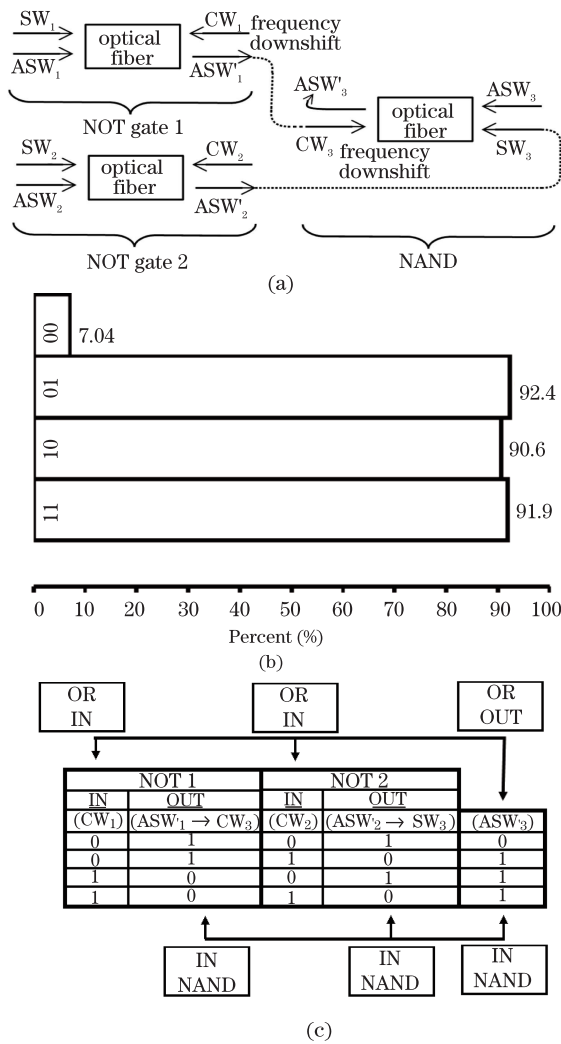 SW₁
CW₁ frequency downshift
optical fiber
ASW₁
ASW'₁
NOT gate 1
ASW'₃
ASW₃
optical fiber
CW₃ frequency downshift
SW₃
SW₂
CW₂
optical fiber
ASW₂
ASW'₂
NOT gate 2
NAND
(a)
00 7.04
01 92.4
10 90.6
11 91.9
0 10 20 30 40 50 60 70 80 90 100
Percent (%)
(b)
OR IN
OR IN
OR OUT
NOT 1 NOT 2
IN OUT IN OUT
(CW₁) (ASW'₁ → CW₃) (CW₂) (ASW'₂ → SW₃) (ASW'₃)
0 1 0 1 0
0 1 1 0 1
1 0 0 1 1
1 0 1 0 1
IN NAND
IN NAND
IN NAND
(c)